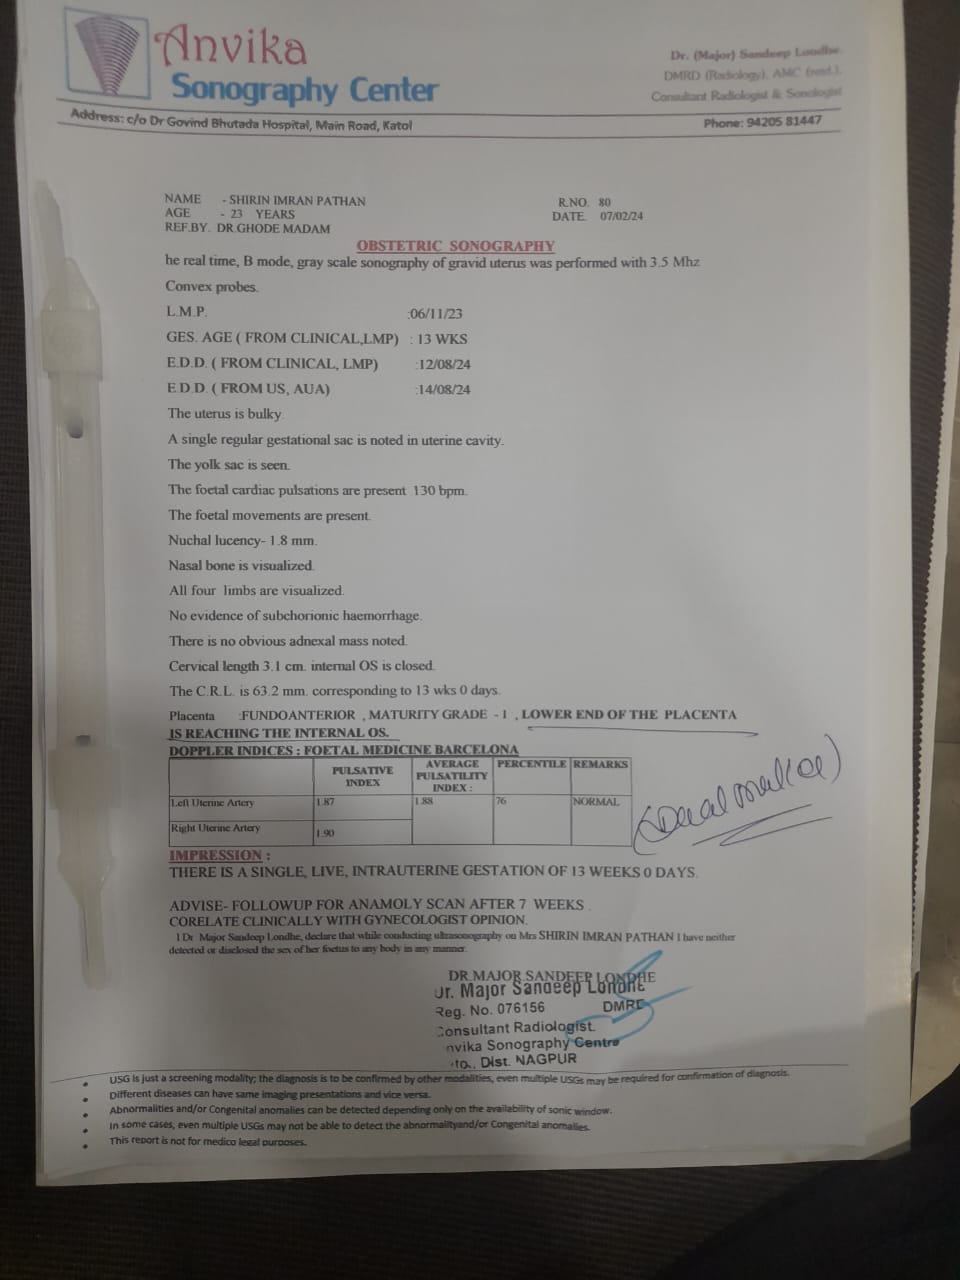 Anvika
Sonography Center
Dr. (Major) Sandeep Londhe
DMRD (Radiology), AMC (retd.),
Consultant Radiologist & Sonologist
Address: c/o Dr Govind Bhutada Hospital, Main Road, Katol
Phone: 94205 81447
NAME - SHIRIN IMRAN PATHAN R.NO. 80
AGE - 23 YEARS DATE. 07/02/24
REF.BY. DR.GHODE MADAM
OBSTETRIC SONOGRAPHY
he real time, B mode, gray scale sonography of gravid uterus was performed with 3.5 Mhz
Convex probes.
L.M.P. :06/11/23
GES. AGE ( FROM CLINICAL,LMP) : 13 WKS
E.D.D. ( FROM CLINICAL, LMP) :12/08/24
E.D.D. ( FROM US, AUA) :14/08/24
The uterus is bulky.
A single regular gestational sac is noted in uterine cavity.
The yolk sac is seen.
The foetal cardiac pulsations are present 130 bpm.
The foetal movements are present.
Nuchal lucency- 1.8 mm.
Nasal bone is visualized.
All four limbs are visualized.
No evidence of subchorionic haemorrhage.
There is no obvious adnexal mass noted.
Cervical length 3.1 cm. internal OS is closed.
The C.R.L. is 63.2 mm. corresponding to 13 wks 0 days.
Placenta :FUNDOANTERIOR , MATURITY GRADE - 1 , LOWER END OF THE PLACENTA
IS REACHING THE INTERNAL OS.
DOPPLER INDICES : FOETAL MEDICINE BARCELONA
PULSATIVE INDEX AVERAGE PULSATILITY INDEX : PERCENTILE REMARKS
Left Uterine Artery 1.87 1.88 76 NORMAL
Right Uterine Artery 1.90
IMPRESSION :
THERE IS A SINGLE, LIVE, INTRAUTERINE GESTATION OF 13 WEEKS 0 DAYS.
ADVISE- FOLLOWUP FOR ANAMOLY SCAN AFTER 7 WEEKS .
CORELATE CLINICALLY WITH GYNECOLOGIST OPINION.
I Dr. Major Sandeep Londhe, declare that while conducting ultrasonography on Mrs SHIRIN IMRAN PATHAN I have neither
detected or disclosed the sex of her foetus to any body in any manner.
DR.MAJOR SANDEEP LONDHE
Dr. Major Sandeep Londhe
Reg. No. 076156 DMRD
Consultant Radiologist.
Anvika Sonography Centre
Dist. NAGPUR
USG is just a screening modality; the diagnosis is to be confirmed by other modalities, even multiple USGs may be required for confirmation of diagnosis.
Different diseases can have same imaging presentations and vice versa.
Abnormalities and/or Congenital anomalies can be detected depending only on the availability of sonic window.
In some cases, even multiple USGs may not be able to detect the abnormalityand/or Congenital anomalies.
This report is not for medico legal purposes.